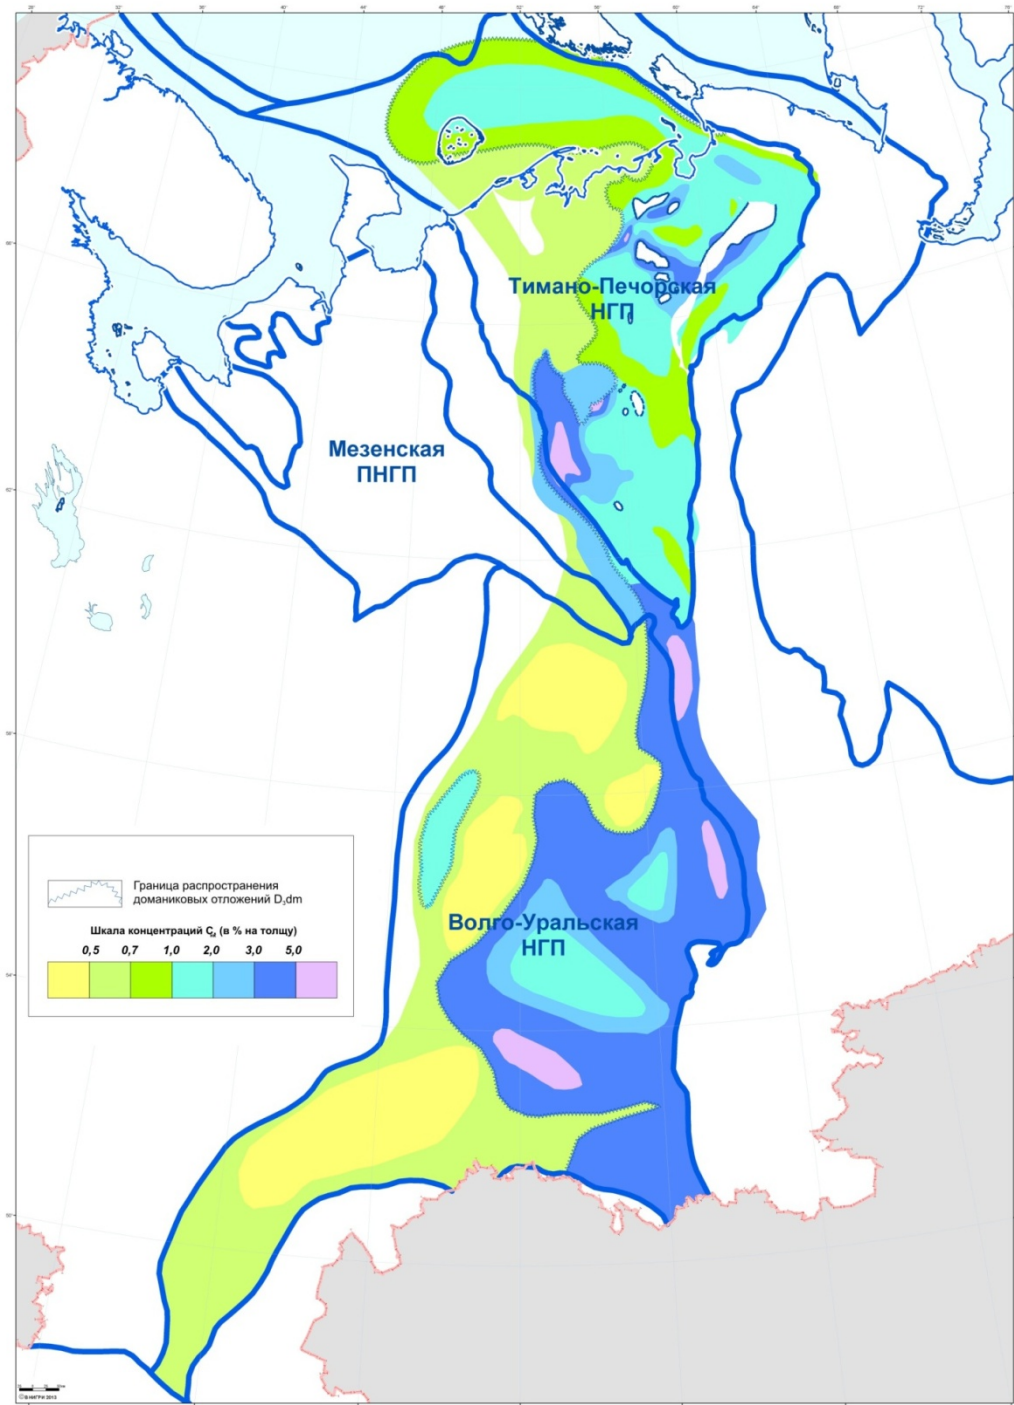 Тимано-Печорская
НГП
Мезенская
ПНГП
Граница распространения
доманиковых отложений D₃dm
Шкала концентраций Cₒ (в % на толщу)
0,5 0,7 1,0 2,0 3,0 5,0
Волго-Уральская
НГП